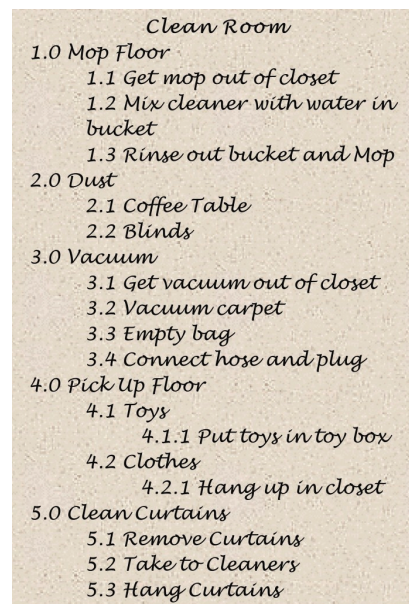 Clean Room
1.0 Mop Floor
1.1 Get mop out of closet
1.2 Mix cleaner with water in
bucket
1.3 Rinse out bucket and Mop
2.0 Dust
2.1 Coffee Table
2.2 Blinds
3.0 Vacuum
3.1 Get vacuum out of closet
3.2 Vacuum carpet
3.3 Empty bag
3.4 Connect hose and plug
4.0 Pick Up Floor
4.1 Toys
4.1.1 Put toys in toy box
4.2 Clothes
4.2.1 Hang up in closet
5.0 Clean Curtains
5.1 Remove Curtains
5.2 Take to Cleaners
5.3 Hang Curtains